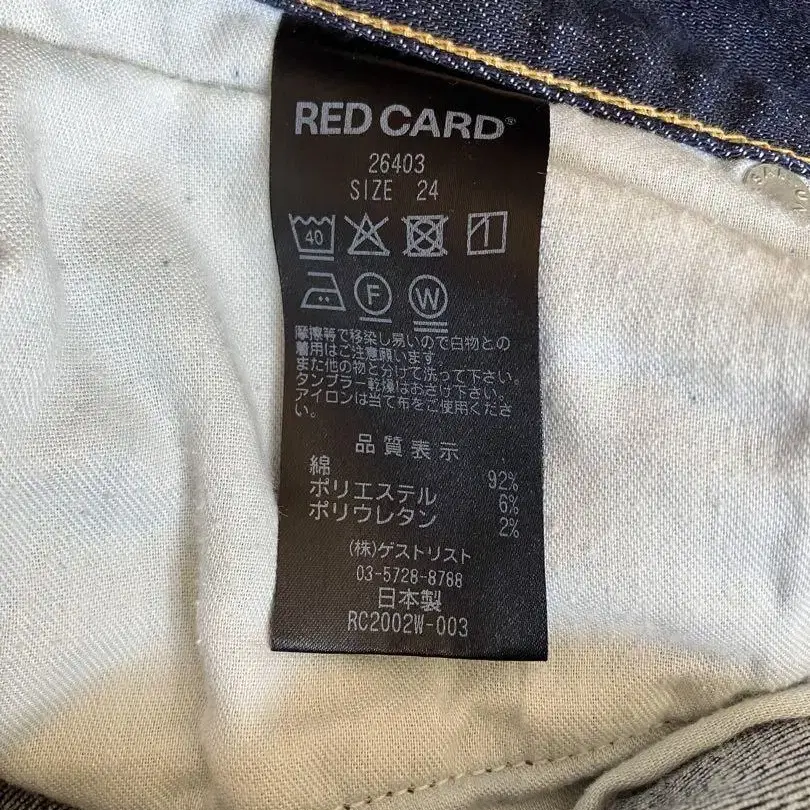 RED CARD®
26403
SIZE 24
40
F
W
摩擦等で移染し易いので白物との
着用はご注意願います。
また他の物と分けて洗って下さい。
タンブラー乾燥はおさけ下さい。
アイロンは当て布をご使用くださ
い。
品質表示
綿 92%
ポリエステル 6%
ポリウレタン 2%
(株)ゲストリスト
03-5728-8788
日本製
RC2002W-003